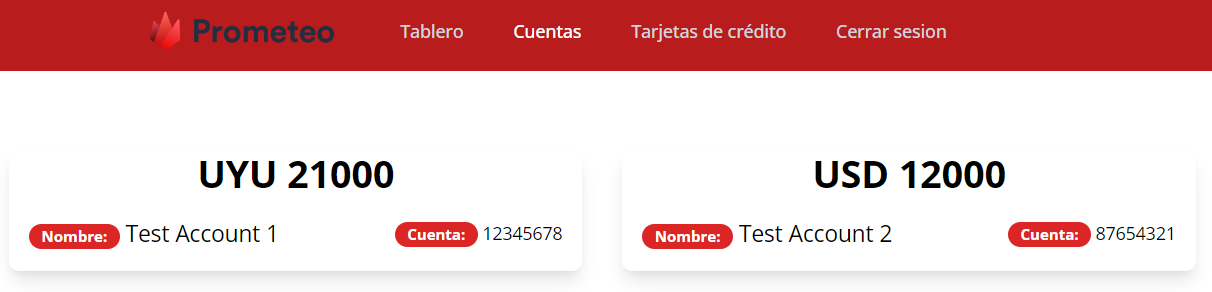 Prometeo Tablero Cuentas Tarjetas de crédito Cerrar sesion
UYU 21000
Nombre: Test Account 1 Cuenta: 12345678
USD 12000
Nombre: Test Account 2 Cuenta: 87654321